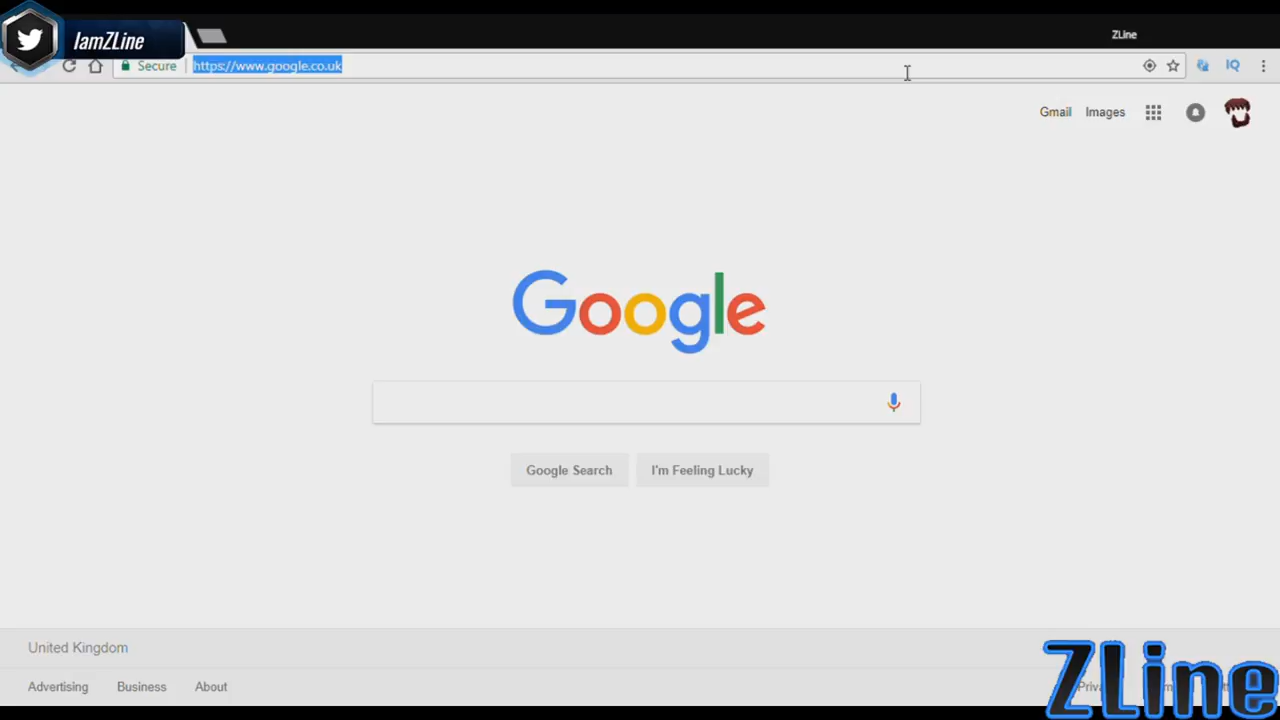 IamZLine
ZLine
Secure
https://www.google.co.uk
IQ
Gmail Images
Google
Google Search
I'm Feeling Lucky
United Kingdom
Advertising Business About
ZLine